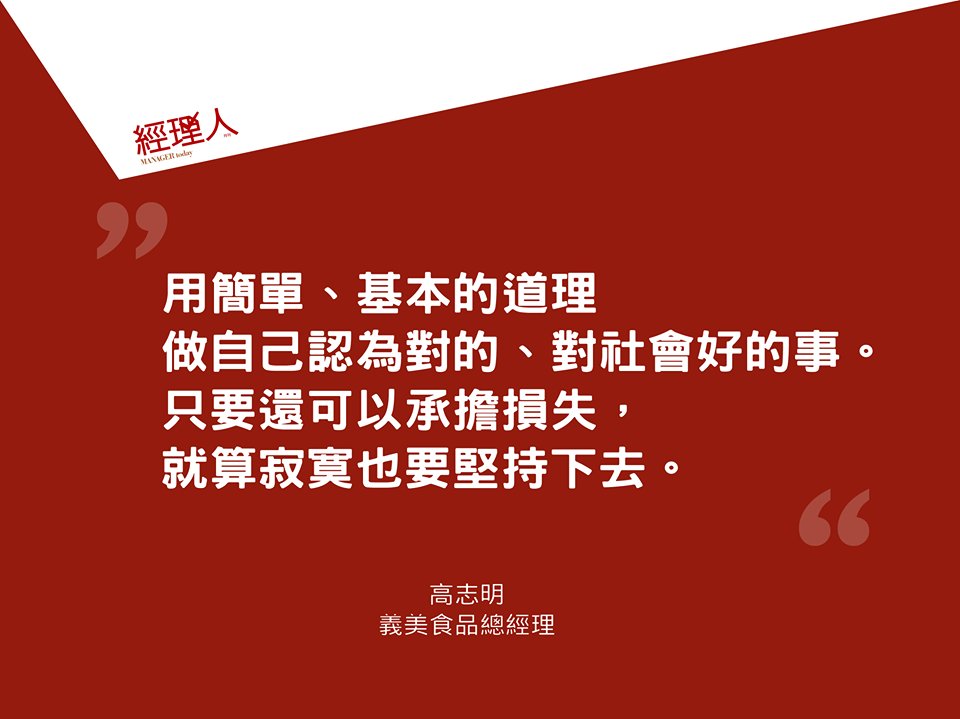 經理人
MANAGER today
用簡單、基本的道理
做自己認為對的、對社會好的事。
只要還可以承擔損失，
就算寂寞也要堅持下去。
高志明
義美食品總經理